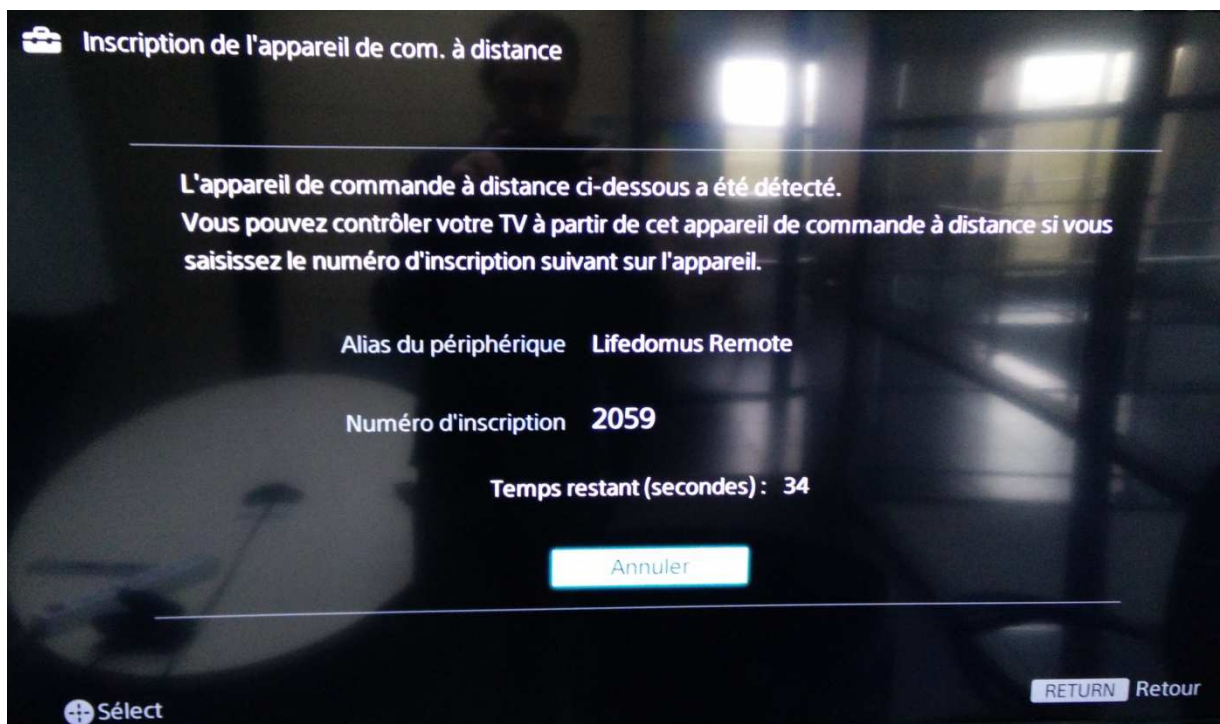 Inscription de l'appareil de com. à distance
L'appareil de commande à distance ci-dessous a été détecté.
Vous pouvez contrôler votre TV à partir de cet appareil de commande à distance si vous
saisissez le numéro d'inscription suivant sur l'appareil.
Alias du périphérique Lifedomus Remote
Numéro d'inscription 2059
Temps restant (secondes) : 34
Annuler
RETURN Retour
Sélect